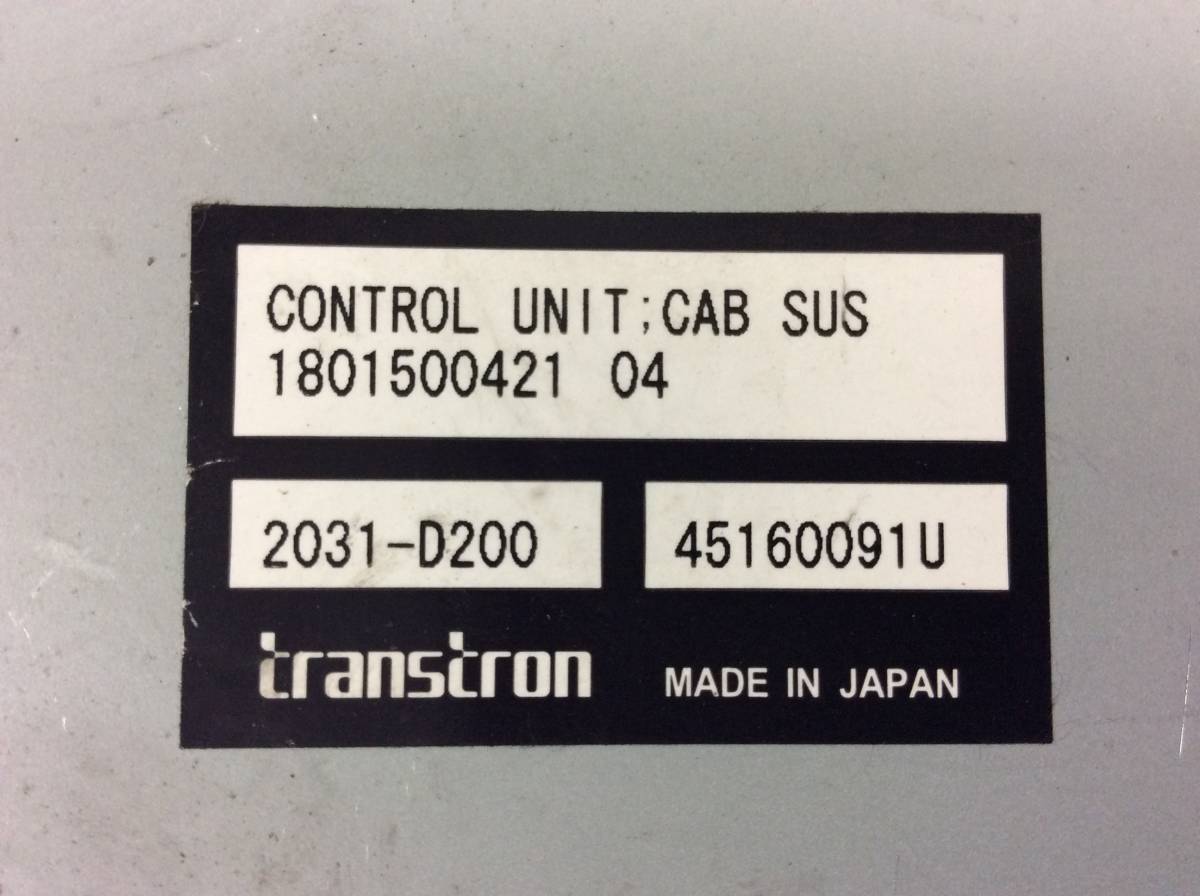 CONTROL UNIT;CAB SUS
1801500421 04
2031-D200
45160091U
transtron
MADE IN JAPAN